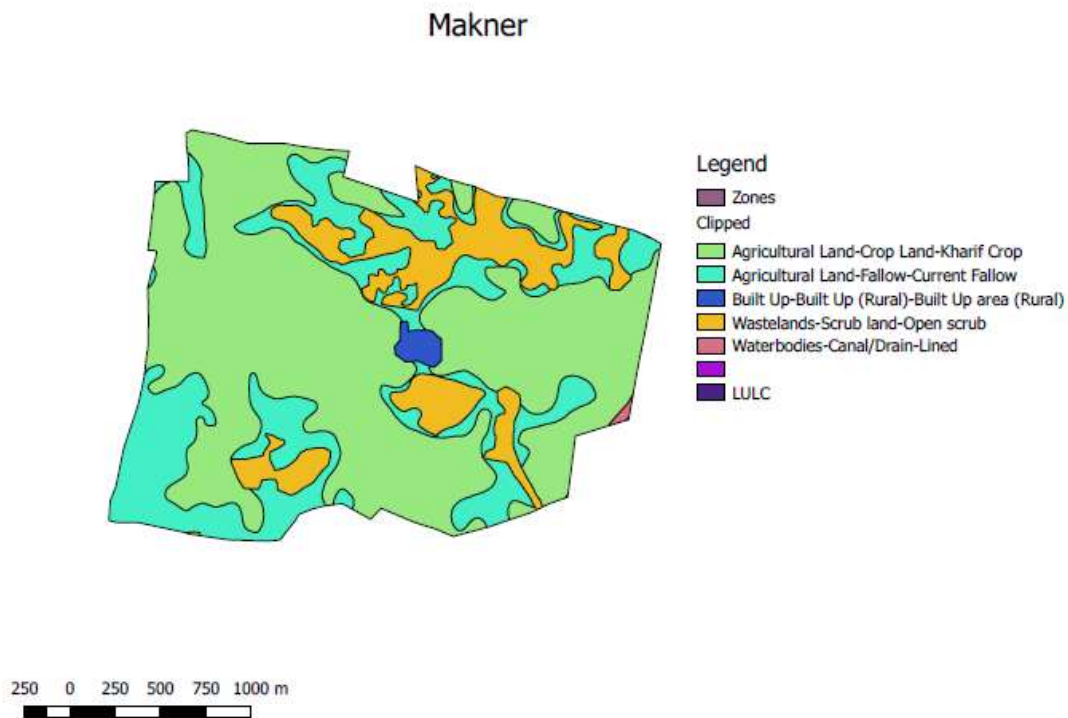 Makner
Legend
Zones
Clipped
Agricultural Land-Crop Land-Kharif Crop
Agricultural Land-Fallow-Current Fallow
Built Up-Built Up (Rural)-Built Up area (Rural)
Wastelands-Scrub land-Open scrub
Waterbodies-Canal/Drain-Lined
LULC
250 0 250 500 750 1000 m